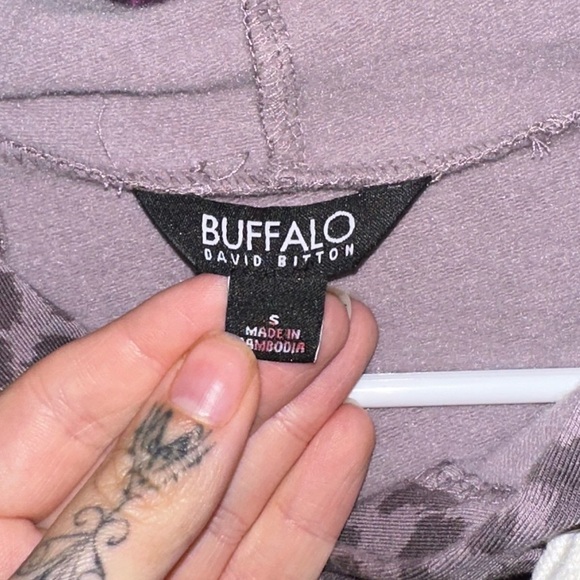 BUFFALO
DAVID BITTON
S
MADE IN
CAMBODIA